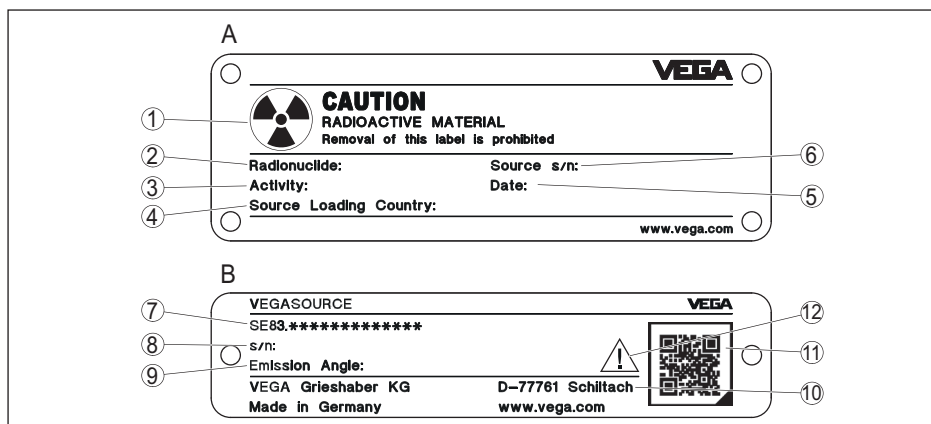 A
VEGA
CAUTION
RADIOACTIVE MATERIAL
Removal of this label is prohibited
1
2 Radionuclide: Source s/n: 6
3 Activity: Date: 5
4 Source Loading Country:
www.vega.com
B
VEGASOURCE VEGA
7 SE83.************* 12
8 s/n: 11
9 Emission Angle:
VEGA Grieshaber KG D-77761 Schiltach 10
Made in Germany www.vega.com